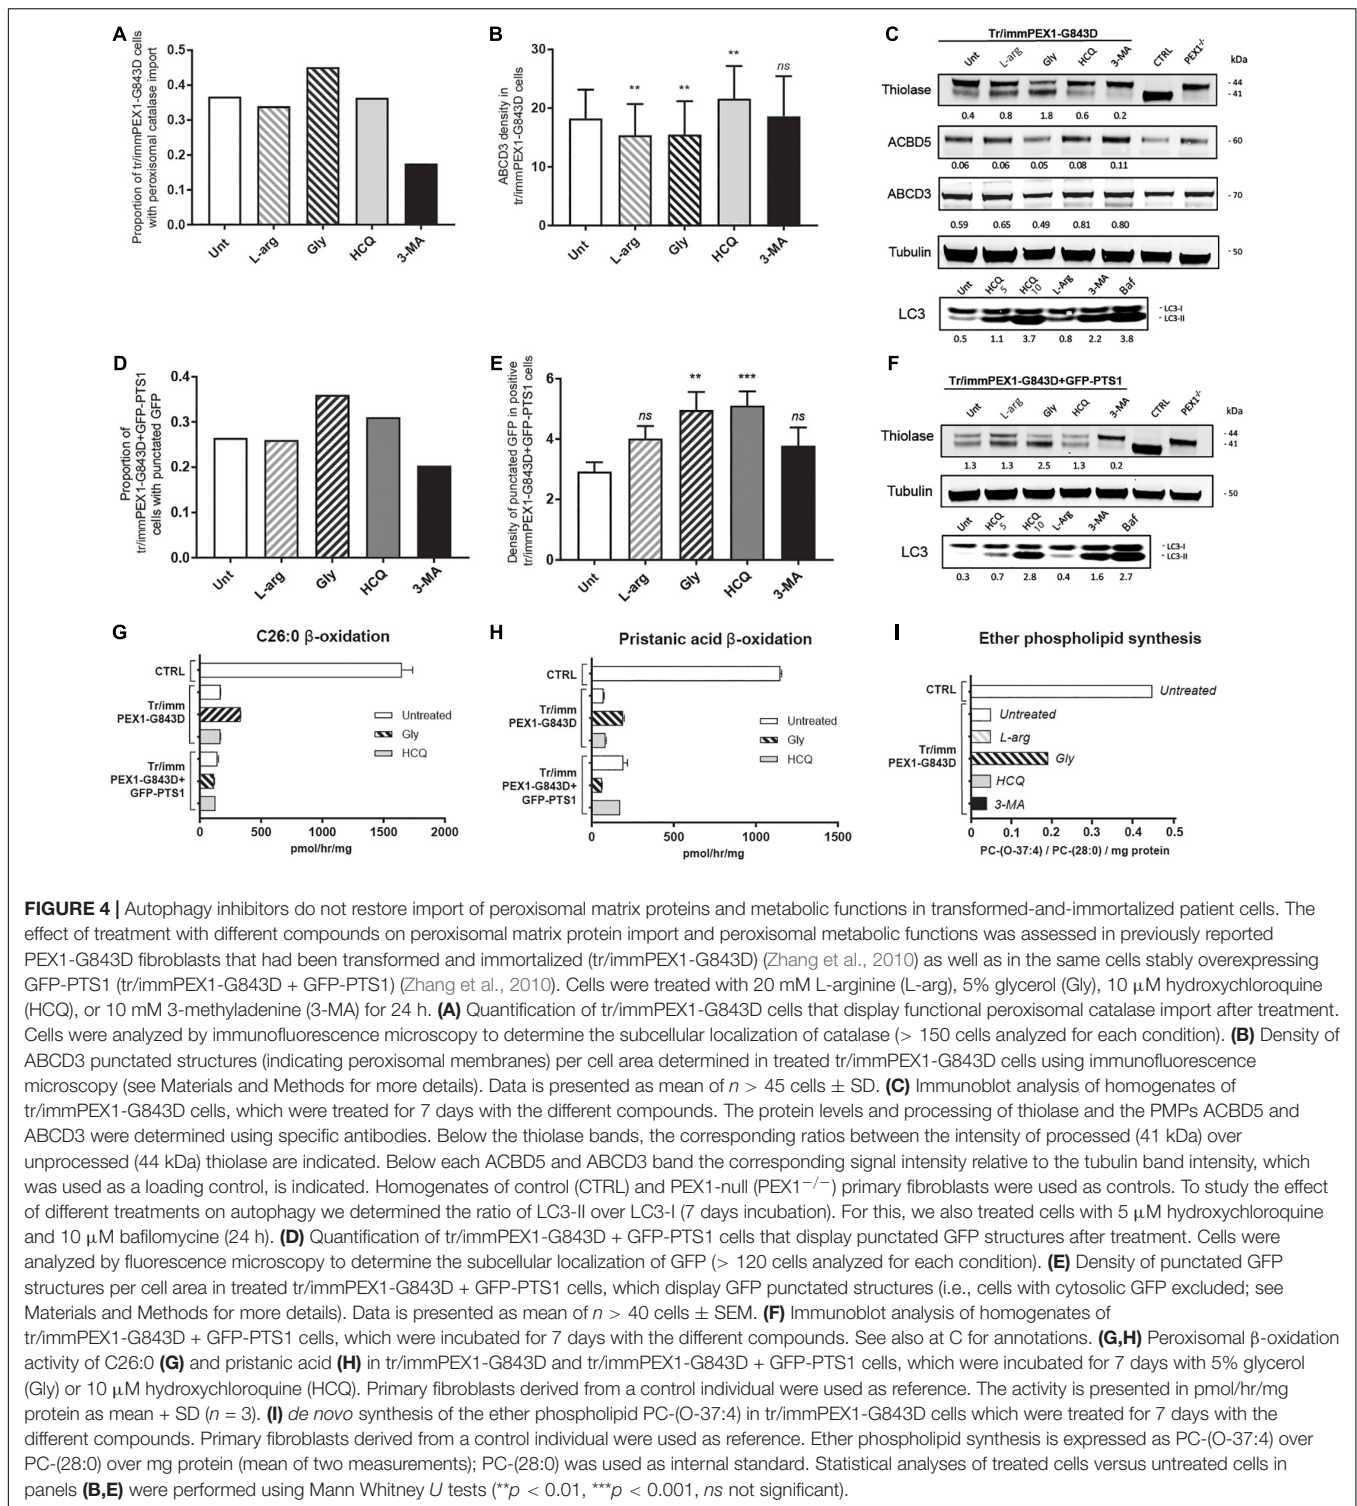 A
Proportion of tr/immPEX1-G843D cells
with peroxisomal catalase import
0.5
0.4
0.3
0.2
0.1
0.0
Unt
L-arg
Gly
HCQ
3-MA
B
ABCD3 density in
tr/immPEX1-G843D cells
30
20
10
0
**
**
**
ns
Unt
L-arg
Gly
HCQ
3-MA
C
Tr/immPEX1-G843D
Unt
L-arg
Gly
HCQ
3-MA
CTRL
PEX1-/-
kDa
Thiolase
- 44
- 41
0.4 0.8 1.8 0.6 0.2
ACBD5
- 60
0.06 0.06 0.05 0.08 0.11
ABCD3
- 70
0.59 0.65 0.49 0.81 0.80
Tubulin
- 50
Unt
HCQ 5
HCQ 10
L-Arg
3-MA
Baf
LC3
- LC3-I
- LC3-II
0.5 1.1 3.7 0.8 2.2 3.8
D
Proportion of
tr/immPEX1-G843D+GFP-PTS1
cells with punctated GFP
0.4
0.3
0.2
0.1
0.0
Unt
L-arg
Gly
HCQ
3-MA
E
Density of punctated GFP in positive
tr/immPEX1-G843D+GFP-PTS1 cells
6
4
2
0
ns
**
***
ns
Unt
L-arg
Gly
HCQ
3-MA
F
Tr/immPEX1-G843D+GFP-PTS1
Unt
L-arg
Gly
HCQ
3-MA
CTRL
PEX1-/-
kDa
Thiolase
- 44
- 41
1.3 1.3 2.5 1.3 0.2
Tubulin
- 50
Unt
HCQ 5
HCQ 10
L-Arg
3-MA
Baf
LC3
- LC3-I
- LC3-II
0.3 0.7 2.8 0.4 1.6 2.7
G
C26:0 β-oxidation
CTRL
Tr/imm
PEX1-G843D
Tr/imm
PEX1-G843D+
GFP-PTS1
Untreated
Gly
HCQ
0 500 1000 1500 2000
pmol/hr/mg
H
Pristanic acid β-oxidation
CTRL
Tr/imm
PEX1-G843D
Tr/imm
PEX1-G843D+
GFP-PTS1
Untreated
Gly
HCQ
0 500 1000 1500
pmol/hr/mg
I
Ether phospholipid synthesis
CTRL
Tr/imm
PEX1-G843D
Untreated
Untreated
L-arg
Gly
HCQ
3-MA
0 0.1 0.2 0.3 0.4 0.5
PC-(O-37:4) / PC-(28:0) / mg protein
FIGURE 4 | Autophagy inhibitors do not restore import of peroxisomal matrix proteins and metabolic functions in transformed-and-immortalized patient cells. The
effect of treatment with different compounds on peroxisomal matrix protein import and peroxisomal metabolic functions was assessed in previously reported
PEX1-G843D fibroblasts that had been transformed and immortalized (tr/immPEX1-G843D) (Zhang et al., 2010) as well as in the same cells stably overexpressing
GFP-PTS1 (tr/immPEX1-G843D + GFP-PTS1) (Zhang et al., 2010). Cells were treated with 20 mM L-arginine (L-arg), 5% glycerol (Gly), 10 μM hydroxychloroquine
(HCQ), or 10 mM 3-methyladenine (3-MA) for 24 h. (A) Quantification of tr/immPEX1-G843D cells that display functional peroxisomal catalase import after treatment.
Cells were analyzed by immunofluorescence microscopy to determine the subcellular localization of catalase (> 150 cells analyzed for each condition). (B) Density of
ABCD3 punctated structures (indicating peroxisomal membranes) per cell area determined in treated tr/immPEX1-G843D cells using immunofluorescence
microscopy (see Materials and Methods for more details). Data is presented as mean of n > 45 cells ± SD. (C) Immunoblot analysis of homogenates of
tr/immPEX1-G843D cells, which were treated for 7 days with the different compounds. The protein levels and processing of thiolase and the PMPs ACBD5 and
ABCD3 were determined using specific antibodies. Below the thiolase bands, the corresponding ratios between the intensity of processed (41 kDa) over
unprocessed (44 kDa) thiolase are indicated. Below each ACBD5 and ABCD3 band the corresponding signal intensity relative to the tubulin band intensity, which
was used as a loading control, is indicated. Homogenates of control (CTRL) and PEX1-null (PEX1−/−) primary fibroblasts were used as controls. To study the effect
of different treatments on autophagy we determined the ratio of LC3-II over LC3-I (7 days incubation). For this, we also treated cells with 5 μM hydroxychloroquine
and 10 μM bafilomycine (24 h). (D) Quantification of tr/immPEX1-G843D + GFP-PTS1 cells that display punctated GFP structures after treatment. Cells were
analyzed by fluorescence microscopy to determine the subcellular localization of GFP (> 120 cells analyzed for each condition). (E) Density of punctated GFP
structures per cell area in treated tr/immPEX1-G843D + GFP-PTS1 cells, which display GFP punctated structures (i.e., cells with cytosolic GFP excluded; see
Materials and Methods for more details). Data is presented as mean of n > 40 cells ± SEM. (F) Immunoblot analysis of homogenates of
tr/immPEX1-G843D + GFP-PTS1 cells, which were incubated for 7 days with the different compounds. See also at C for annotations. (G,H) Peroxisomal β-oxidation
activity of C26:0 (G) and pristanic acid (H) in tr/immPEX1-G843D and tr/immPEX1-G843D + GFP-PTS1 cells, which were incubated for 7 days with 5% glycerol
(Gly) or 10 μM hydroxychloroquine (HCQ). Primary fibroblasts derived from a control individual were used as reference. The activity is presented in pmol/hr/mg
protein as mean + SD (n = 3). (I) de novo synthesis of the ether phospholipid PC-(O-37:4) in tr/immPEX1-G843D cells which were treated for 7 days with the
different compounds. Primary fibroblasts derived from a control individual were used as reference. Ether phospholipid synthesis is expressed as PC-(O-37:4) over
PC-(28:0) over mg protein (mean of two measurements); PC-(28:0) was used as internal standard. Statistical analyses of treated cells versus untreated cells in
panels (B,E) were performed using Mann Whitney U tests (**p < 0.01, ***p < 0.001, ns not significant).